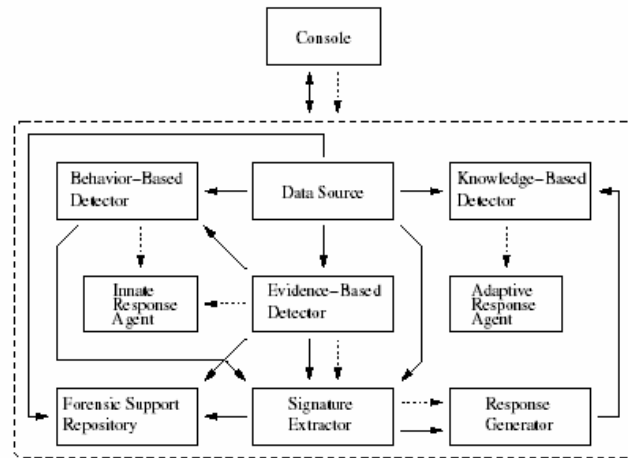 Console
Behavior-Based
Detector
Data Source
Knowledge-Based
Detector
Innate
Response
Agent
Evidence-Based
Detector
Adaptive
Response
Agent
Forensic Support
Repository
Signature
Extractor
Response
Generator